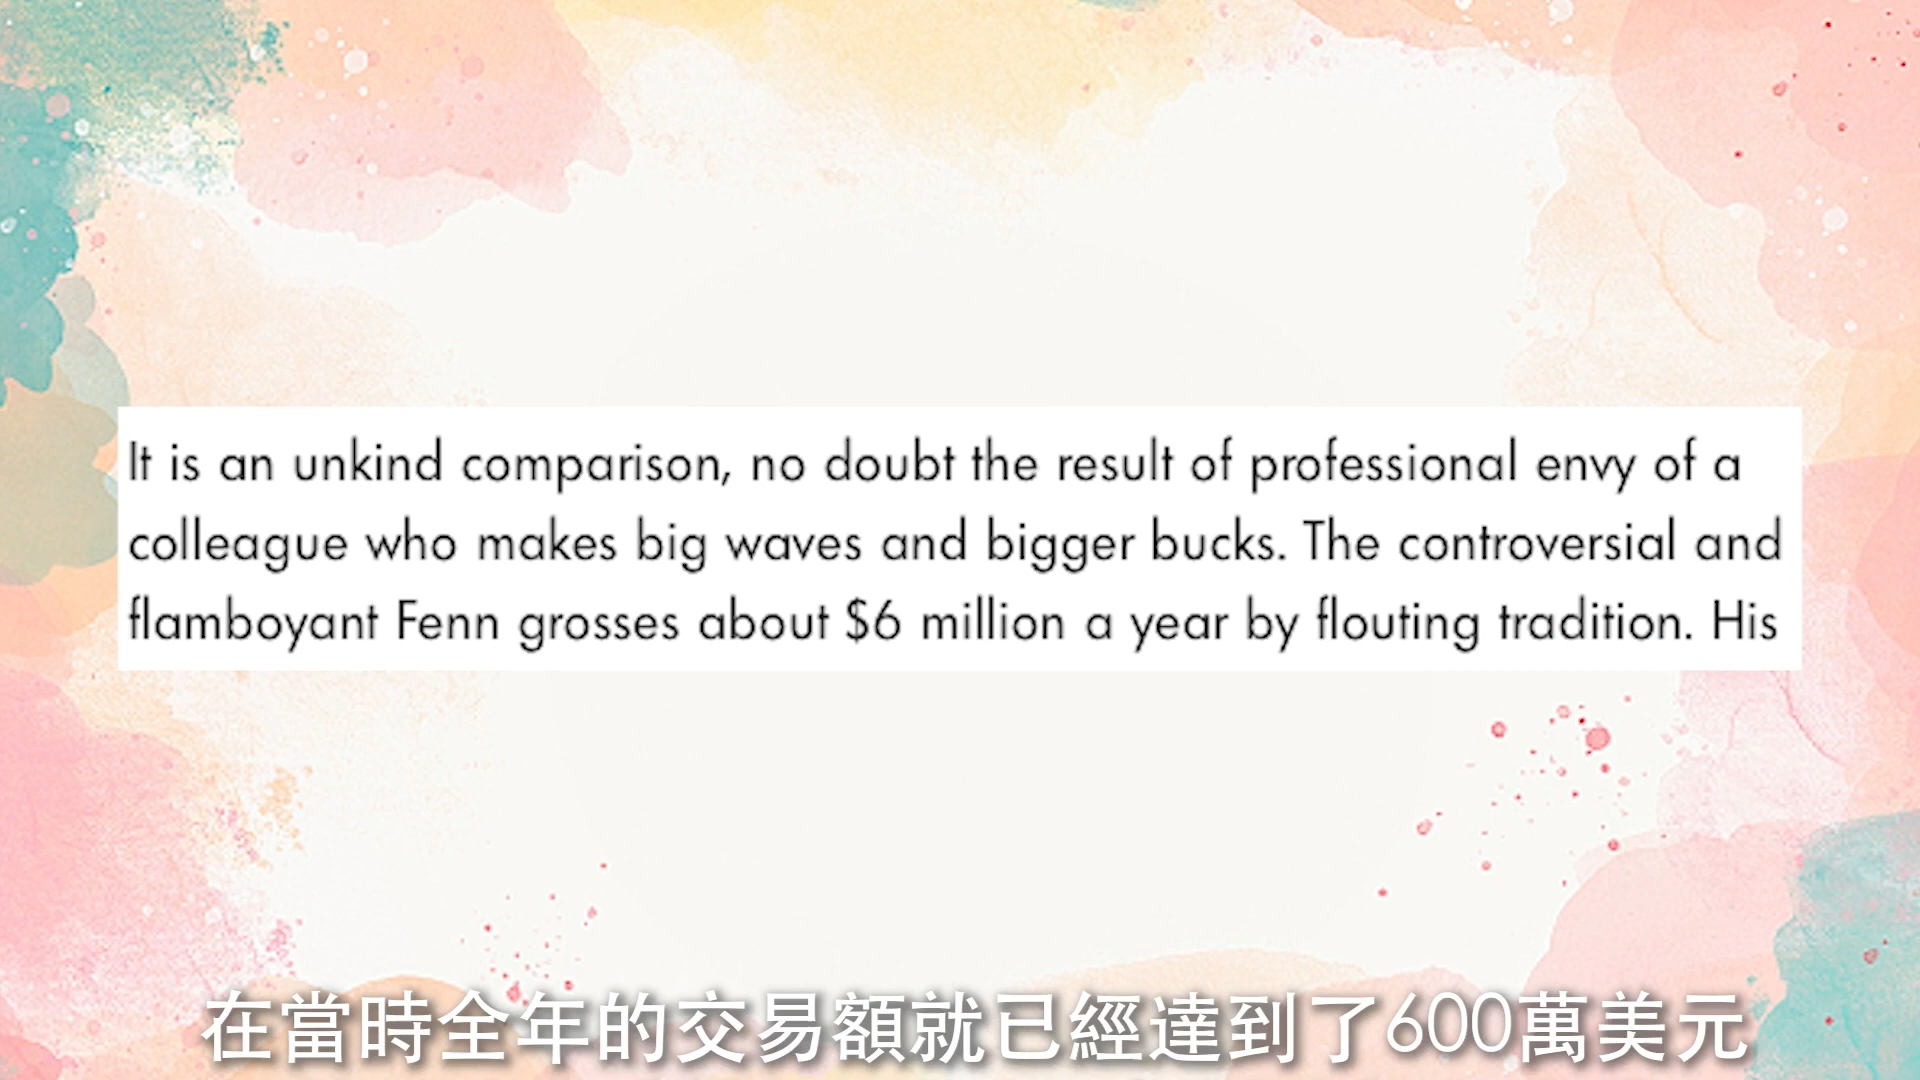 It is an unkind comparison, no doubt the result of professional envy of a
colleague who makes big waves and bigger bucks. The controversial and
flamboyant Fenn grosses about $6 million a year by flouting tradition. His
在當時全年的交易額就已經達到了600萬美元